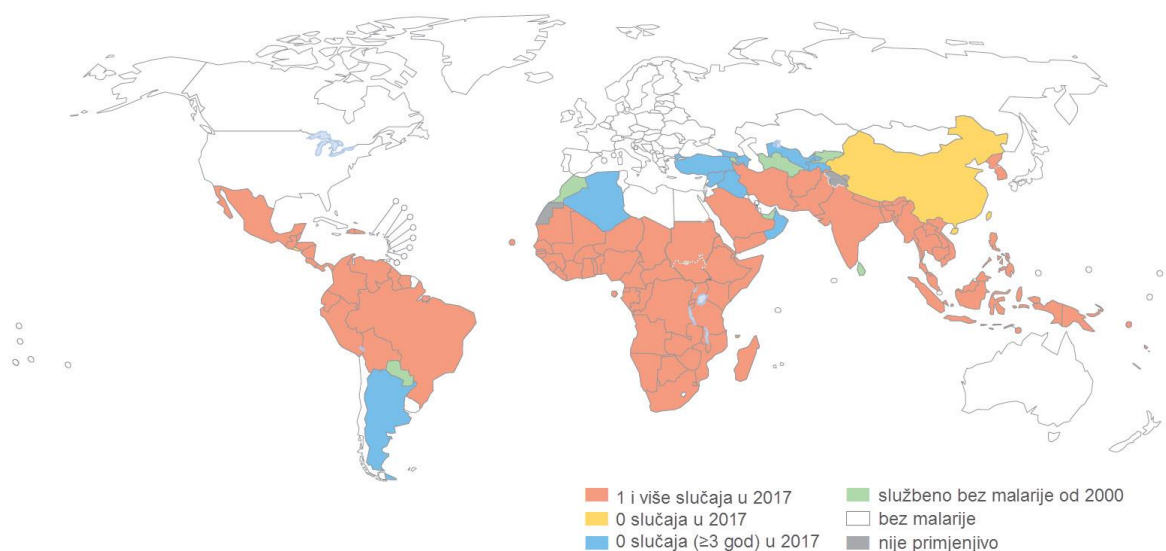 1 i više slučaja u 2017
0 slučaja u 2017
0 slučaja (≥3 god) u 2017
službeno bez malarije od 2000
bez malarije
nije primjenjivo